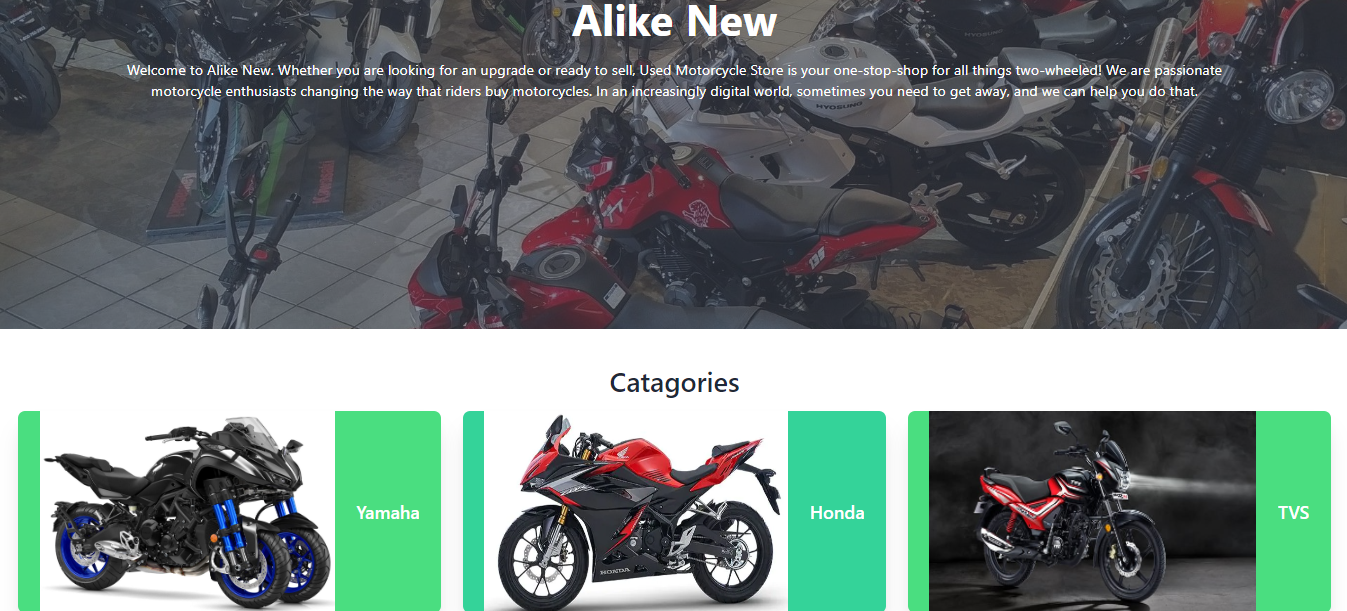 Alike New
Welcome to Alike New. Whether you are looking for an upgrade or ready to sell, Used Motorcycle Store is your one-stop-shop for all things two-wheeled! We are passionate
motorcycle enthusiasts changing the way that riders buy motorcycles. In an increasingly digital world, sometimes you need to get away, and we can help you do that.
HYOSUNG
Kawasaki
Catagories
Yamaha
Honda
TVS
HONDA